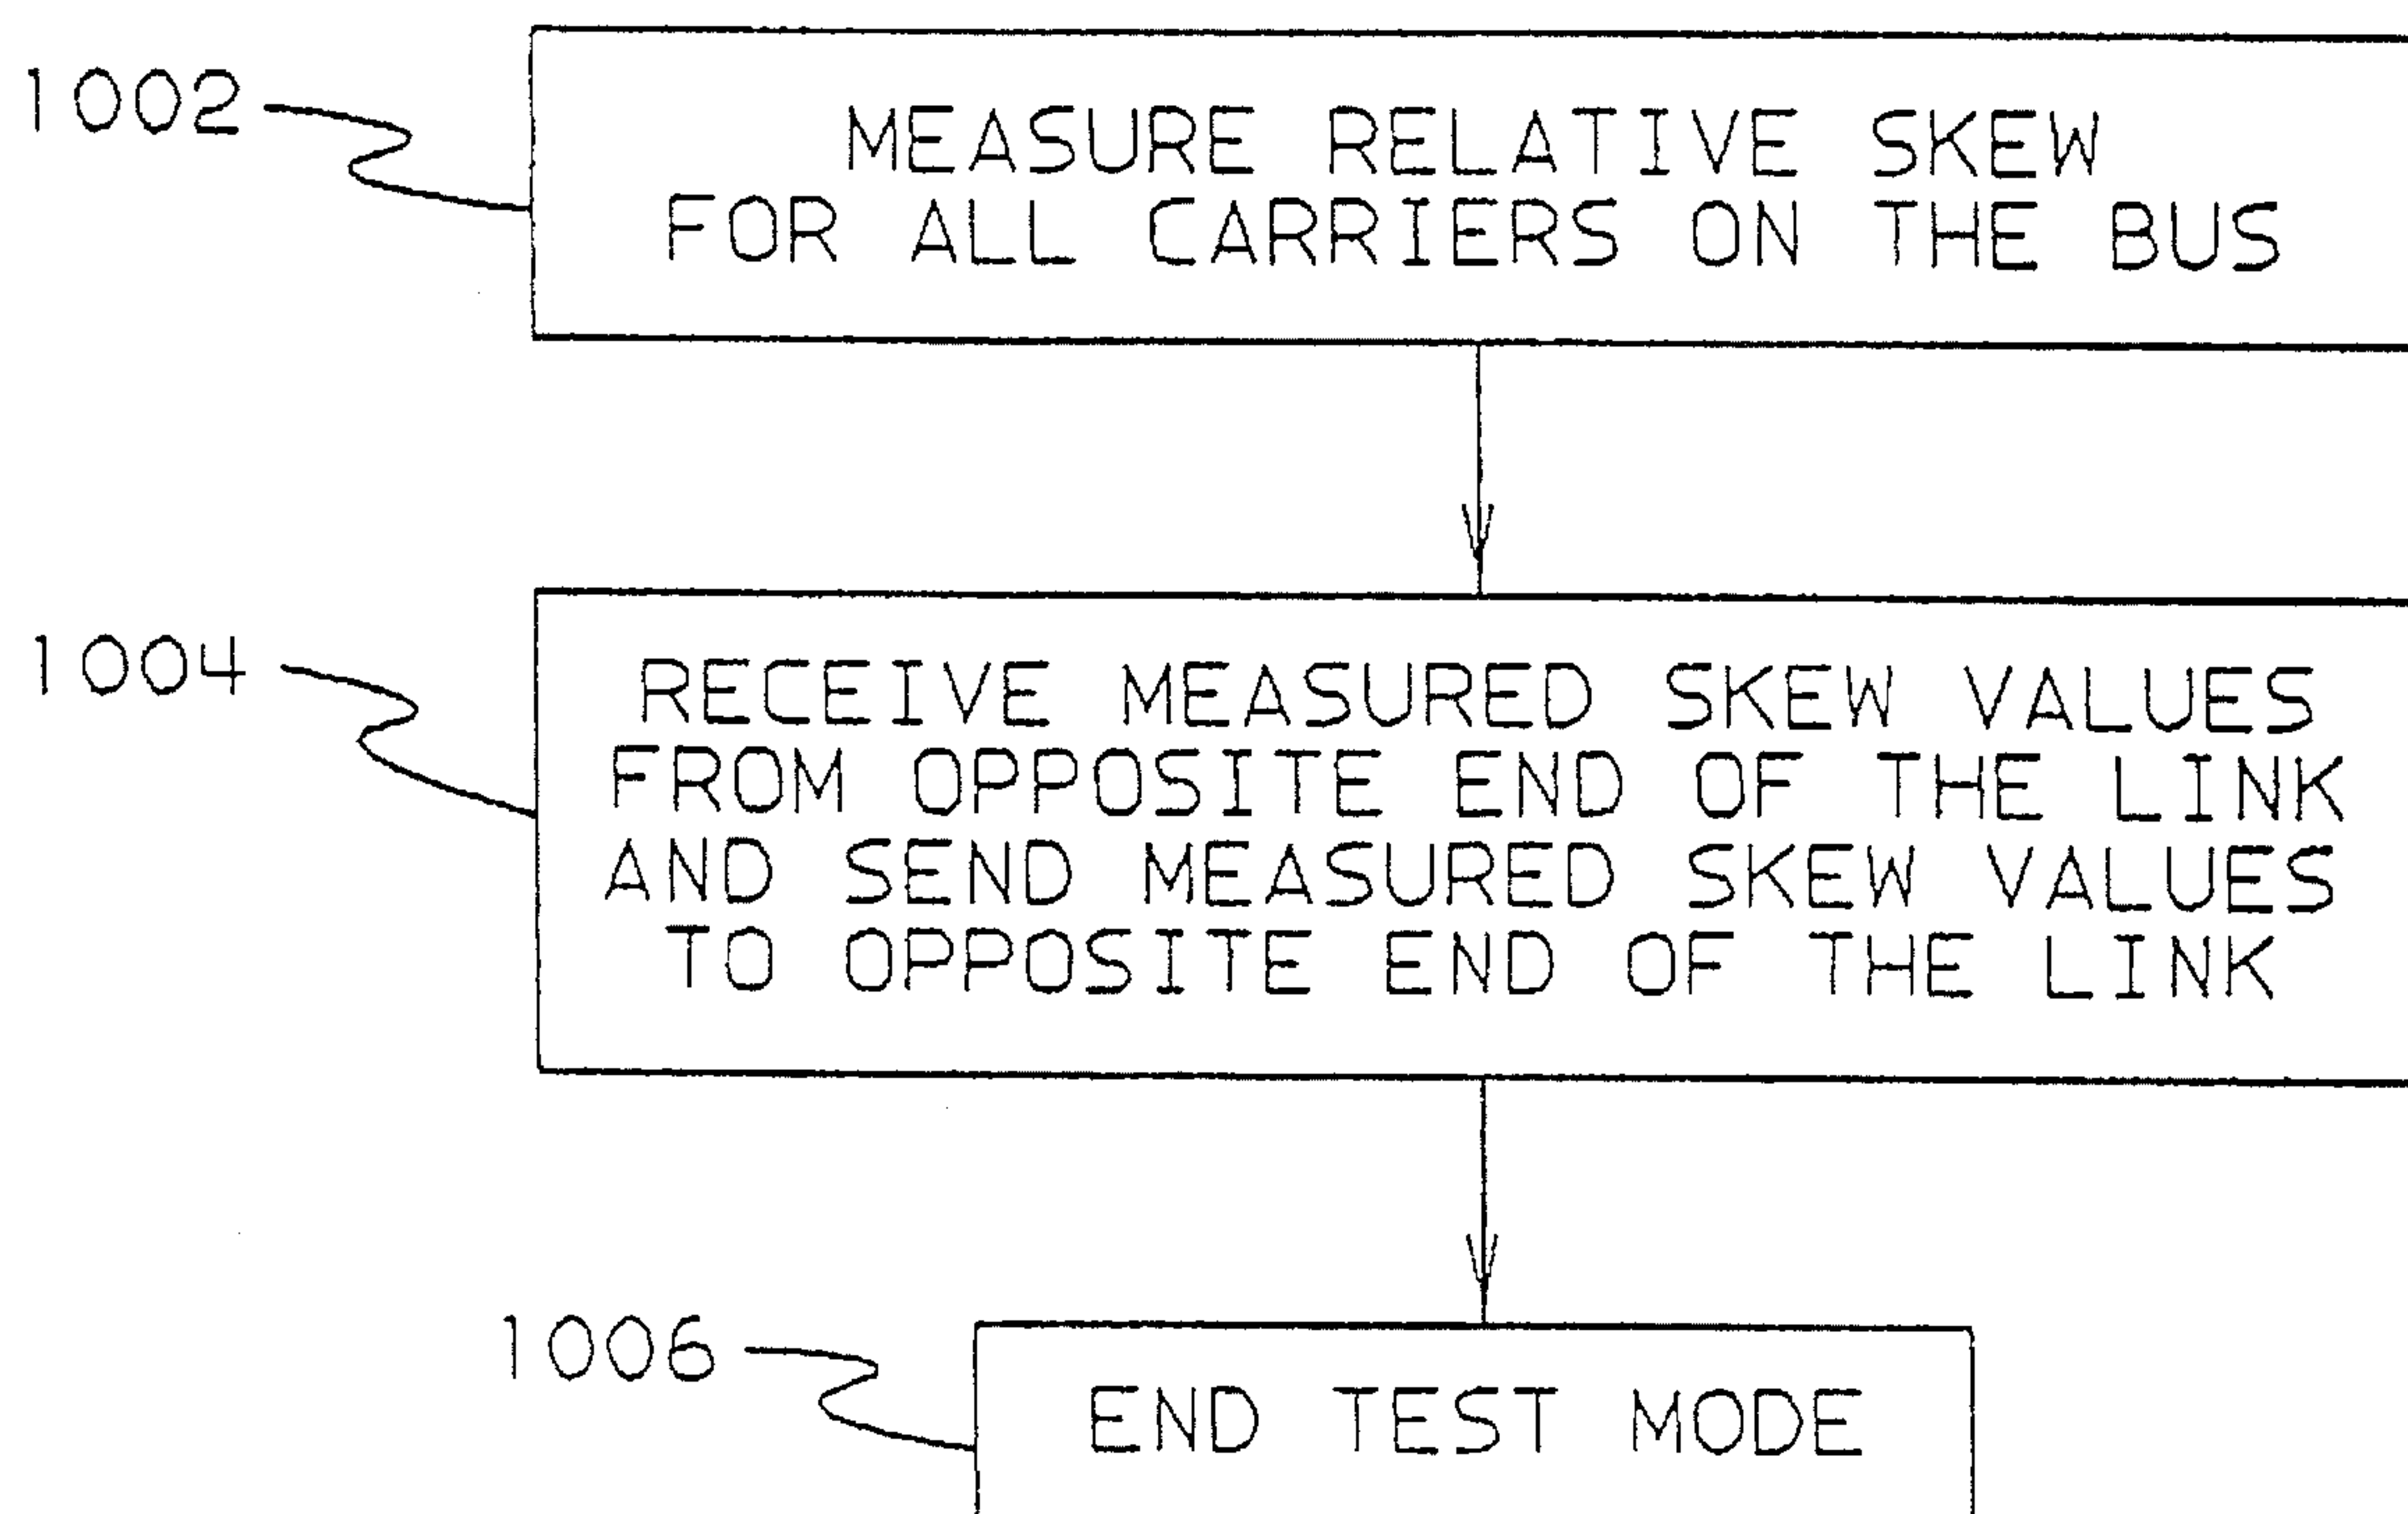 1002
MEASURE RELATIVE SKEW
FOR ALL CARRIERS ON THE BUS
1004
RECEIVE MEASURED SKEW VALUES
FROM OPPOSITE END OF THE LINK
AND SEND MEASURED SKEW VALUES
TO OPPOSITE END OF THE LINK
1006
END TEST MODE